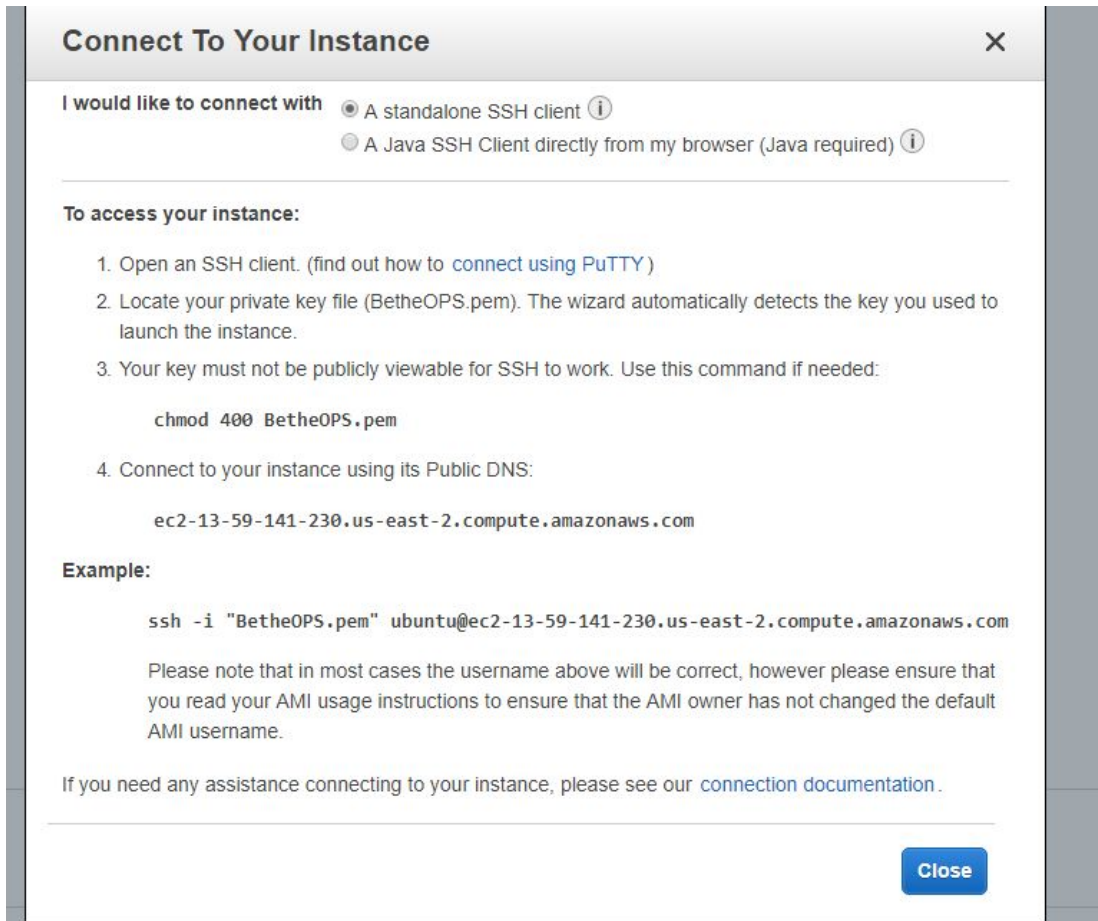 Connect To Your Instance
I would like to connect with
A standalone SSH client
A Java SSH Client directly from my browser (Java required)
To access your instance:
1. Open an SSH client. (find out how to connect using PuTTY)
2. Locate your private key file (BetheOPS.pem). The wizard automatically detects the key you used to
launch the instance.
3. Your key must not be publicly viewable for SSH to work. Use this command if needed:
chmod 400 BetheOPS.pem
4. Connect to your instance using its Public DNS:
ec2-13-59-141-230.us-east-2.compute.amazonaws.com
Example:
ssh -i "BetheOPS.pem" ubuntu@ec2-13-59-141-230.us-east-2.compute.amazonaws.com
Please note that in most cases the username above will be correct, however please ensure that
you read your AMI usage instructions to ensure that the AMI owner has not changed the default
AMI username.
If you need any assistance connecting to your instance, please see our connection documentation.
Close